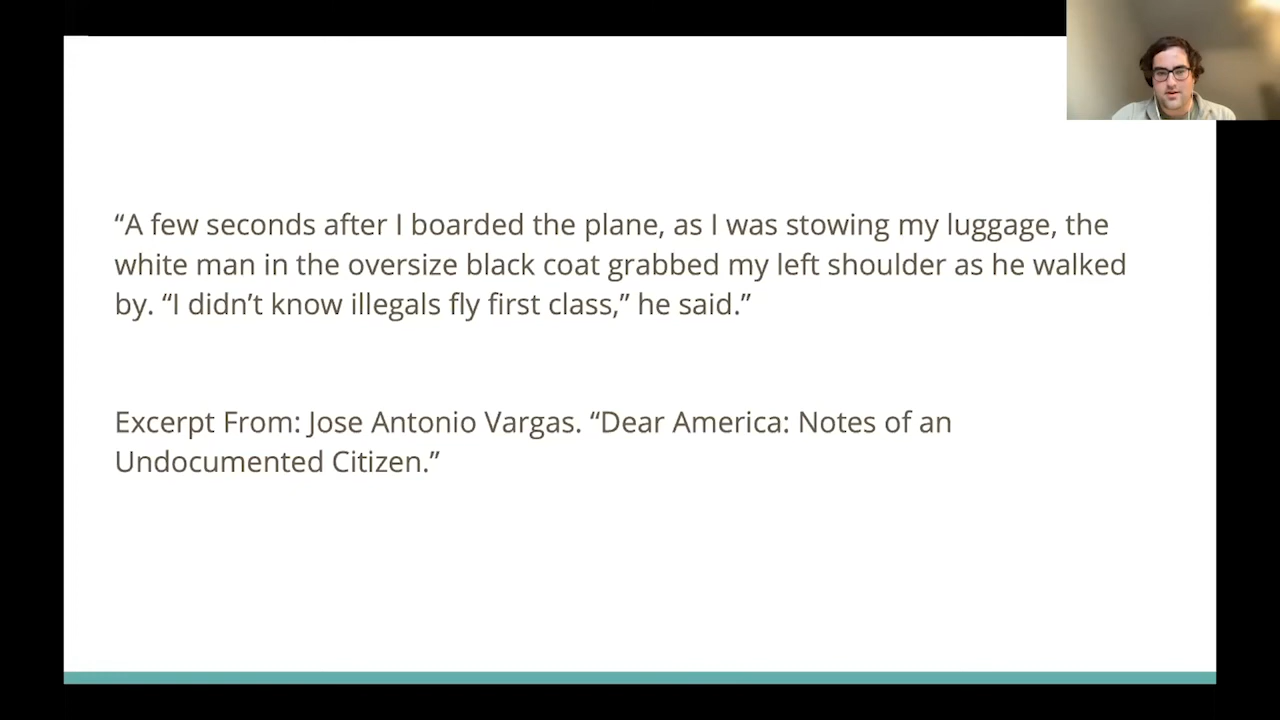 “A few seconds after I boarded the plane, as I was stowing my luggage, the
white man in the oversize black coat grabbed my left shoulder as he walked
by. “I didn’t know illegals fly first class,” he said.”
Excerpt From: Jose Antonio Vargas. “Dear America: Notes of an
Undocumented Citizen.”